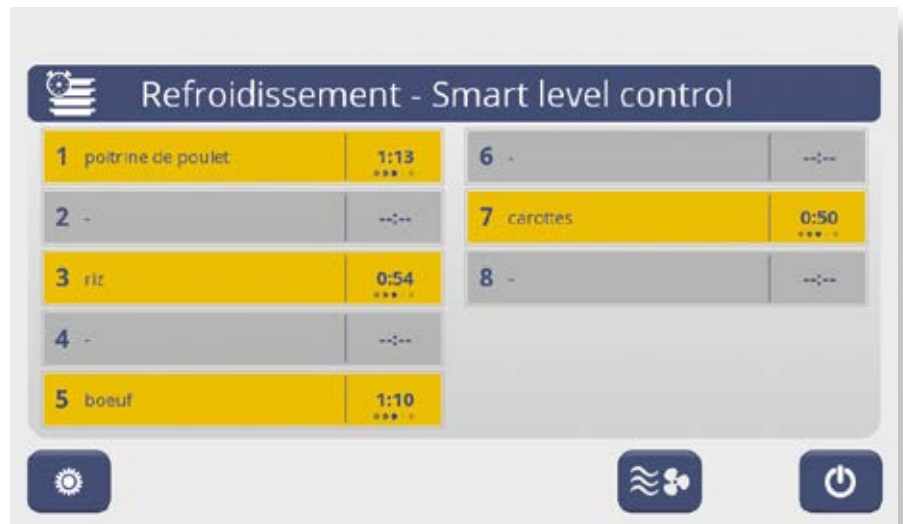 Refroidissement - Smart level control
1 poitrine de poulet 1:13
2 - --:--
3 riz 0:54
4 - --:--
5 boeuf 1:10
6 - --:--
7 carottes 0:50
8 - --:--